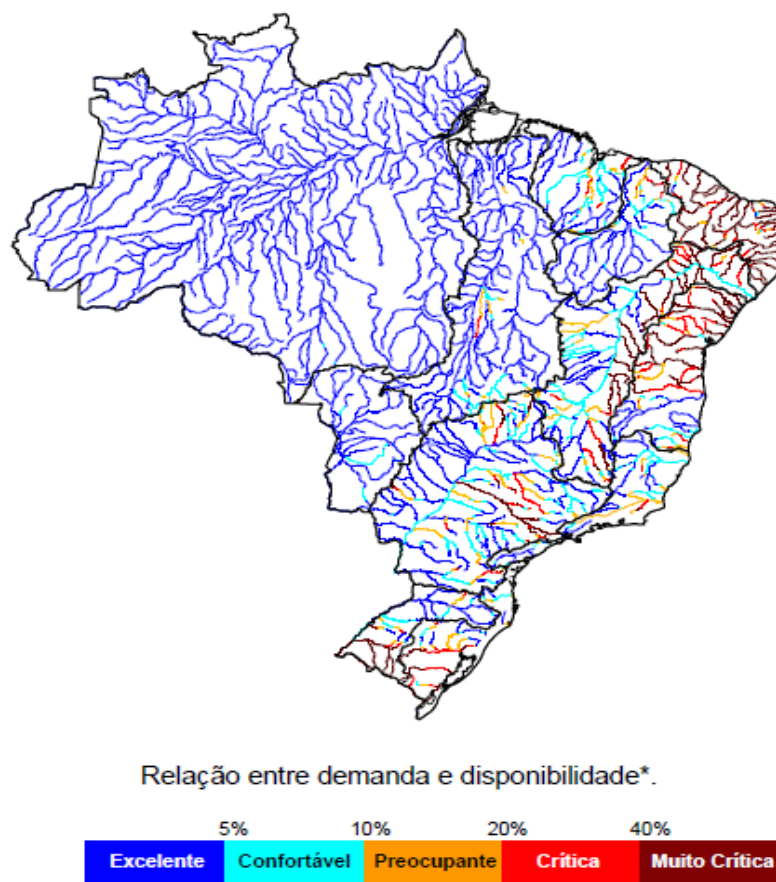 Relação entre demanda e disponibilidade*.
5% 10% 20% 40%
Excelente Confortável Preocupante Crítica Muito Crítica